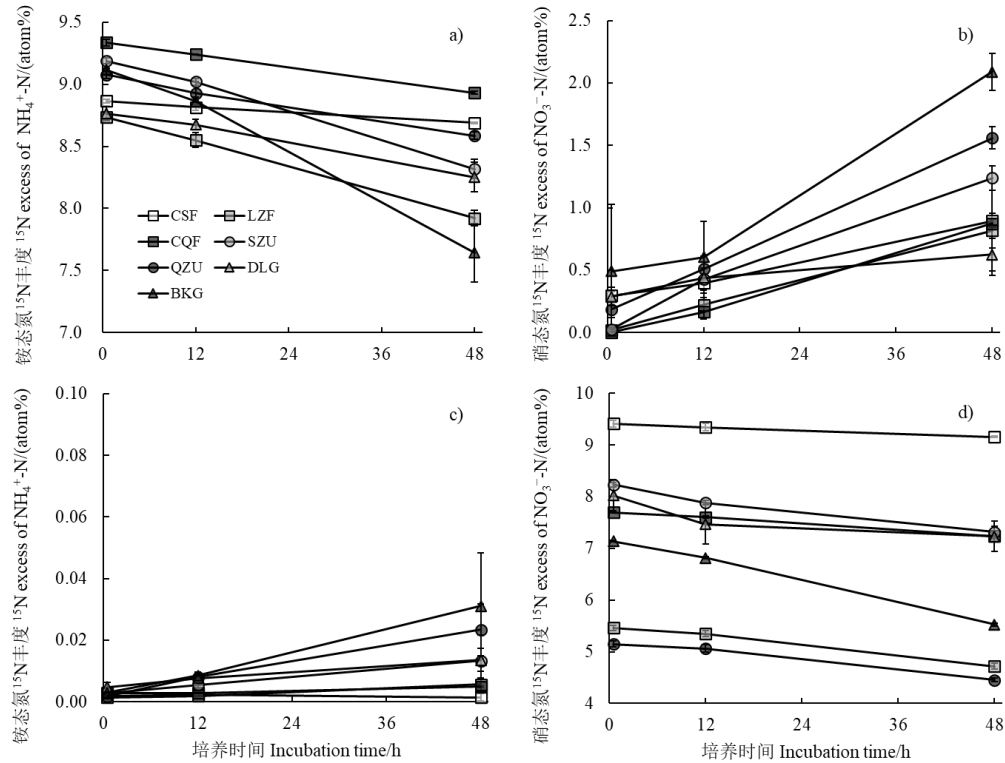 铵态氮¹⁵N丰度 ¹⁵N excess of NH₄⁺-N/(atom%)
9.5
9.0
8.5
8.0
7.5
7.0
a)
CSF
LZF
CQF
SZU
QZU
DLG
BKG
0
12
24
36
48
硝态氮¹⁵N丰度 ¹⁵N excess of NO₃⁻-N/(atom%)
2.5
2.0
1.5
1.0
0.5
0.0
b)
0
12
24
36
48
铵态氮¹⁵N丰度 ¹⁵N excess of NH₄⁺-N/(atom%)
0.10
0.08
0.06
0.04
0.02
0.00
c)
0
12
24
36
48
培养时间 Incubation time/h
硝态氮¹⁵N丰度 ¹⁵N excess of NO₃⁻-N/(atom%)
10
9
8
7
6
5
4
d)
0
12
24
36
48
培养时间 Incubation time/h